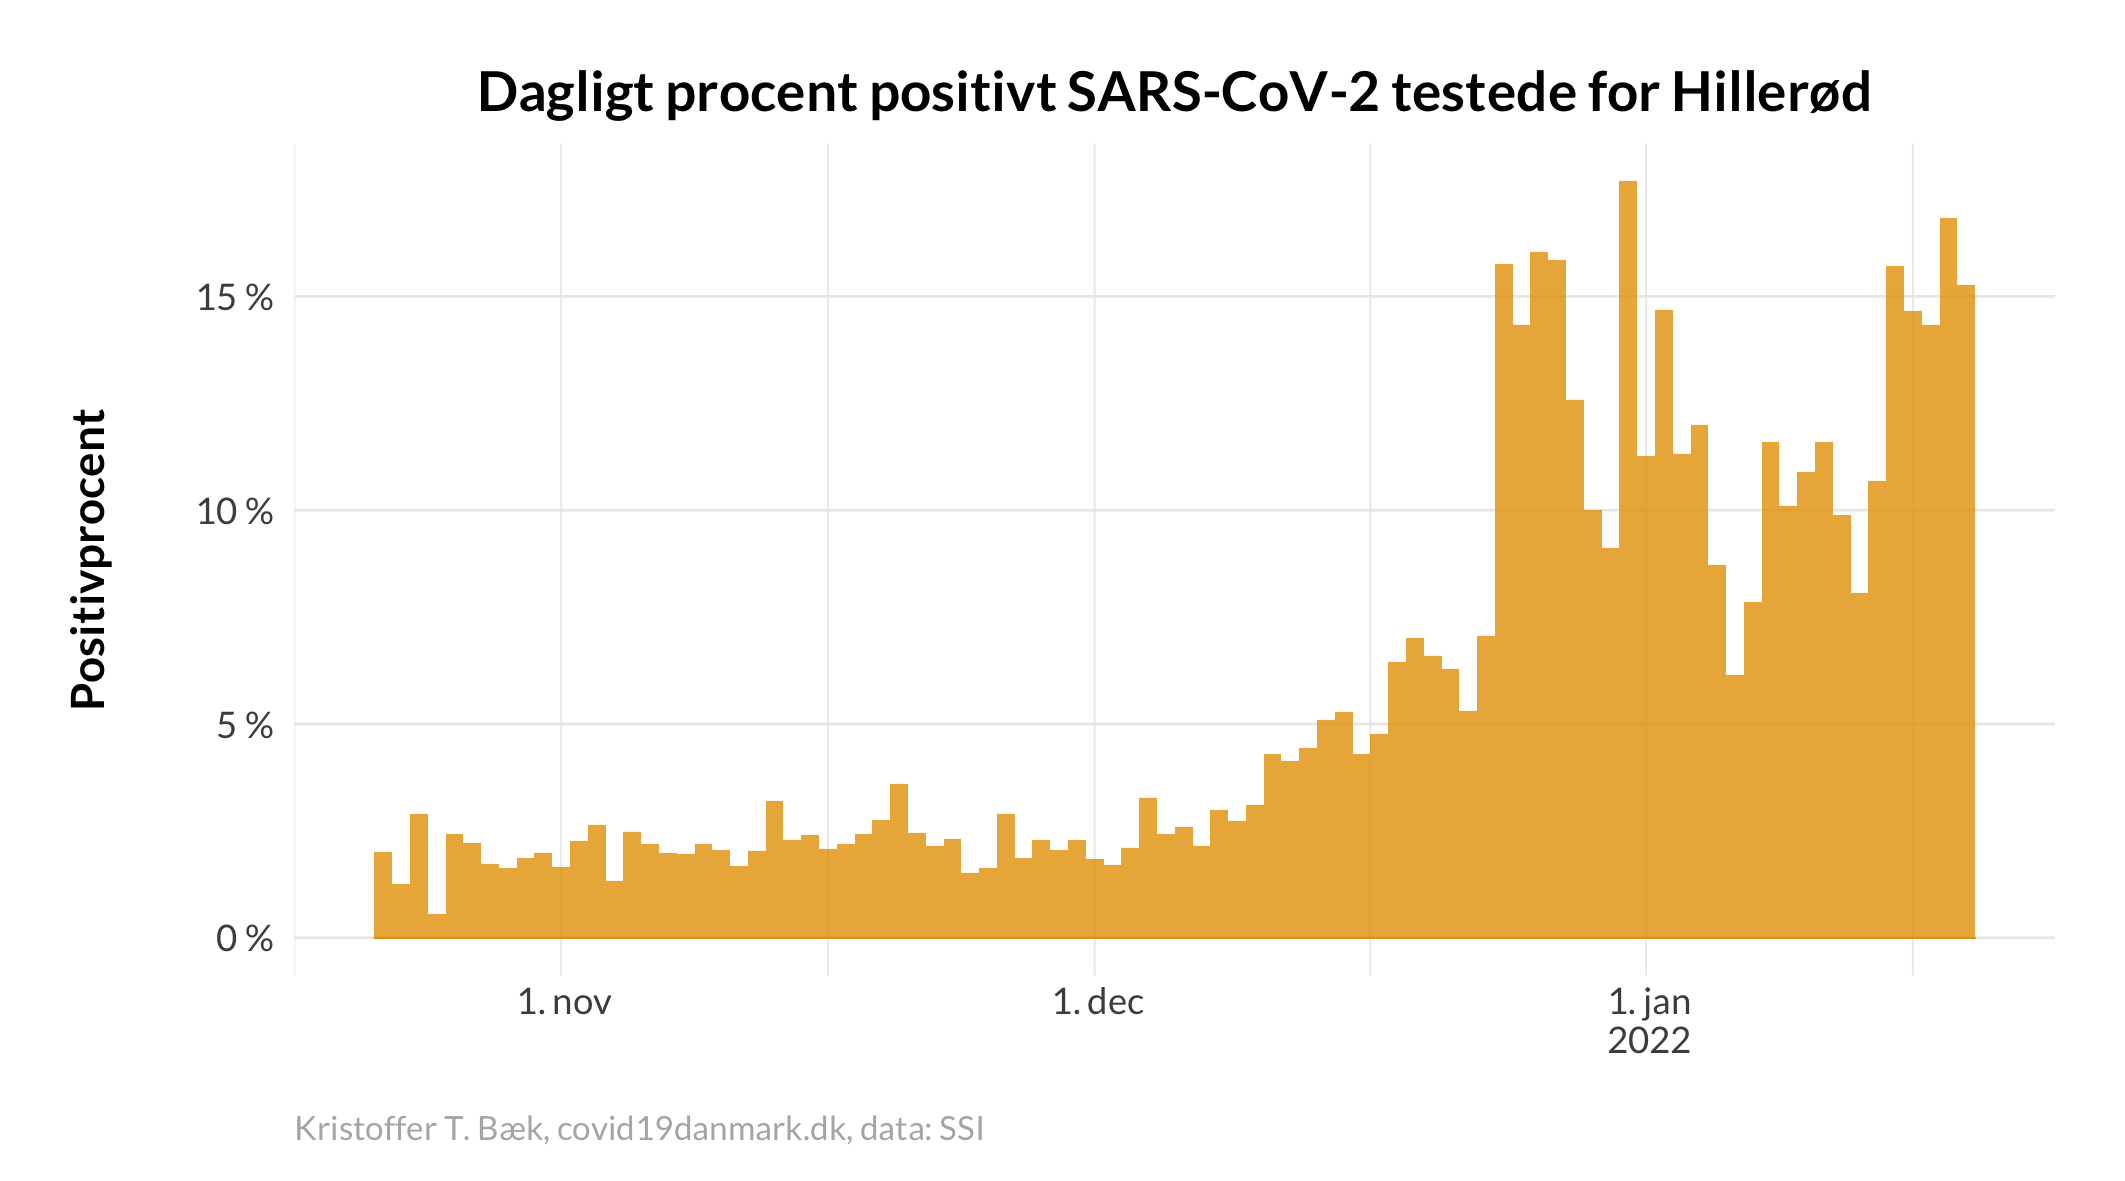 Dagligt procent positivt SARS-CoV-2 testede for Hillerød
Positivprocent
15 %
10 %
5 %
0 %
1. nov
1. dec
1. jan
2022
Kristoffer T. Bæk, covid19danmark.dk, data: SSI